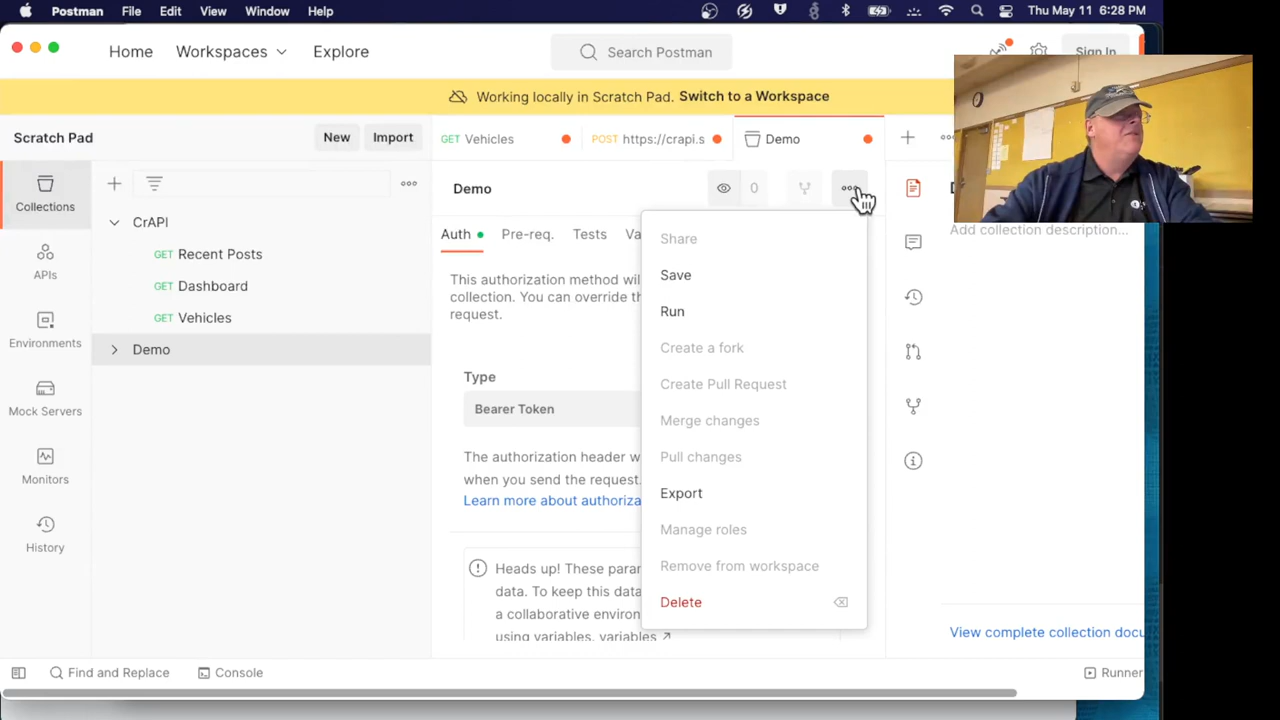 Postman File Edit View Window Help Thu May 11 6:28 PM
Home Workspaces Explore Search Postman Sign In
Working locally in Scratch Pad. Switch to a Workspace
Scratch Pad New Import GET Vehicles POST https://crapi.s Demo
Collections
APIs
Environments
Mock Servers
Monitors
History
CrAPI
GET Recent Posts
GET Dashboard
GET Vehicles
Demo
Demo 0
Auth Pre-req. Tests Va
This authorization method wil
collection. You can override th
request.
Type
Bearer Token
The authorization header w
when you send the request.
Learn more about authoriza
Heads up! These parar
data. To keep this data
a collaborative environ
using variables. variables
Share
Save
Run
Create a fork
Create Pull Request
Merge changes
Pull changes
Export
Manage roles
Remove from workspace
Delete
Add collection description...
View complete collection docu
Find and Replace Console Runner